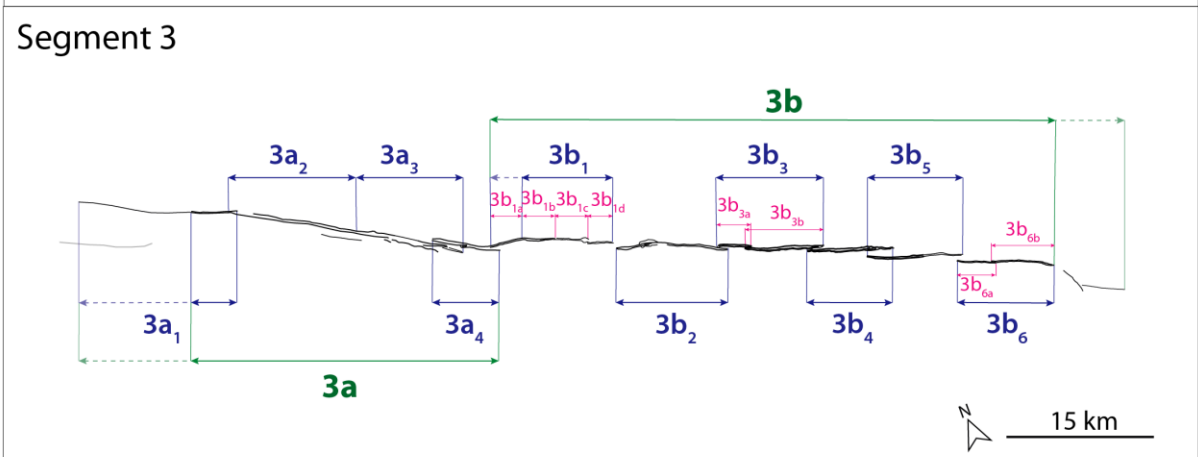 Segment 3
3b
3a₂ 3a₃ 3b₁ 3b₃ 3b₅
3b₁ₐ 3b₁b 3b₁c 3b₁d 3b₃ₐ 3b₃b
3b₆b
3b₆ₐ
3a₁ 3a₄ 3b₂ 3b₄ 3b₆
3a
N
15 km